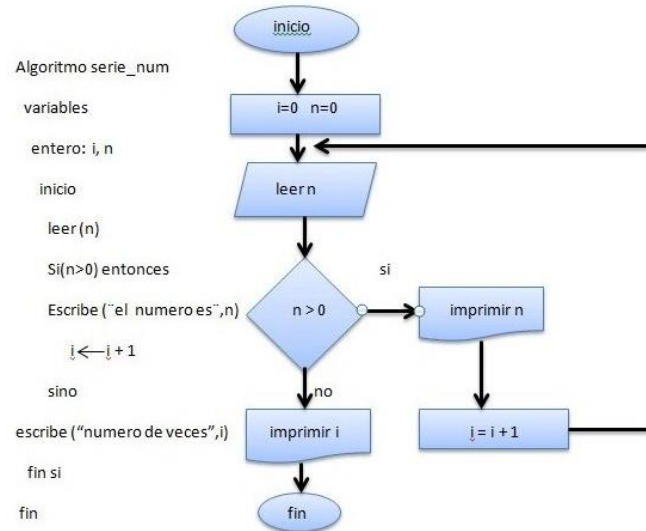 Algoritmo serie_num
variables
entero: i, n
inicio
leer (n)
Si(n>0) entonces
Escribe (¨el numero es¨,n)
i ← i + 1
sino
escribe (“numero de veces”,i)
fin si
fin
inicio
i=0 n=0
leer n
n > 0
si
imprimir n
i = i + 1
no
imprimir i
fin